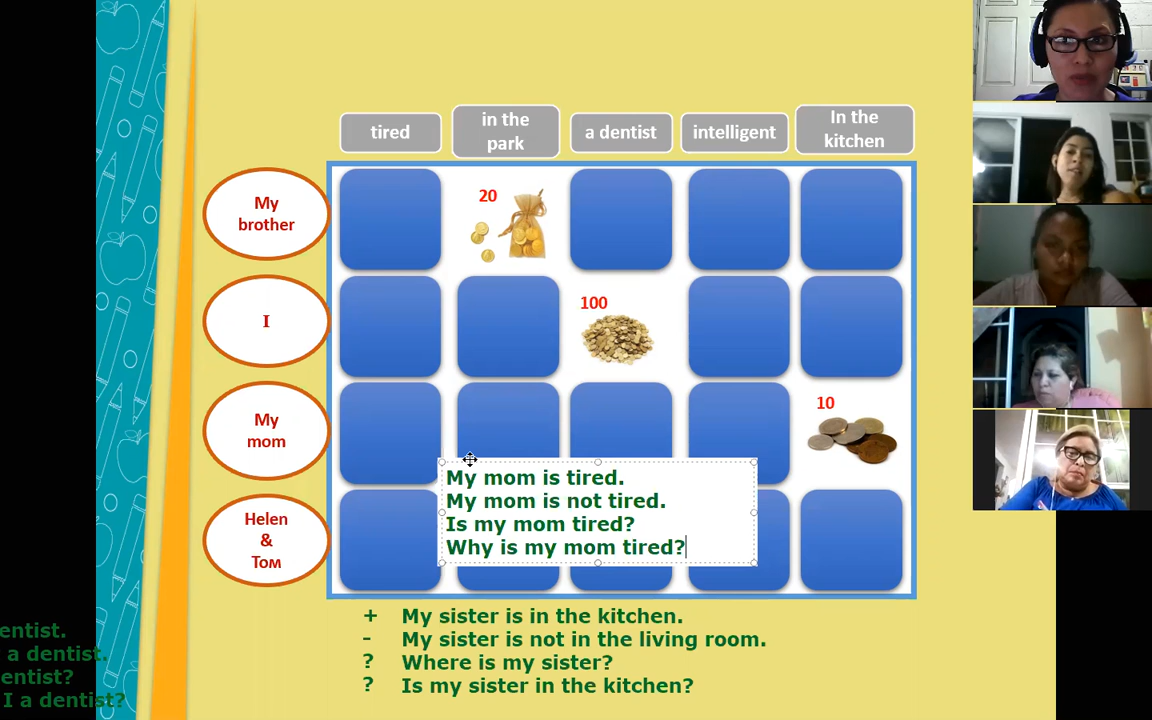 tired
in the
park
a dentist
intelligent
In the
kitchen
My
brother
20
I
100
My
mom
10
My mom is tired.
My mom is not tired.
Is my mom tired?
Why is my mom tired?
Helen
&
Tom
+ My sister is in the kitchen.
- My sister is not in the living room.
? Where is my sister?
? Is my sister in the kitchen?
entist.
a dentist.
entist?
I a dentist?